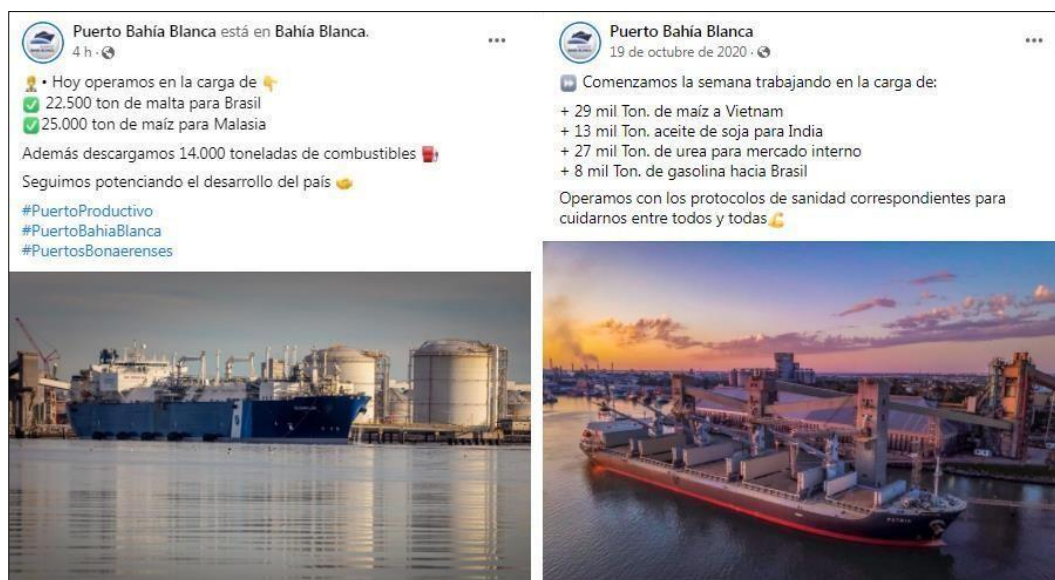 Puerto Bahía Blanca está en Bahía Blanca.
4 h ·
• Hoy operamos en la carga de 👇
✅ 22.500 ton de malta para Brasil
✅25.000 ton de maíz para Malasia
Además descargamos 14.000 toneladas de combustibles ⛽
Seguimos potenciando el desarrollo del país 🤝
#PuertoProductivo
#PuertoBahiaBlanca
#PuertosBonaerenses
Puerto Bahía Blanca
19 de octubre de 2020 ·
⏩ Comenzamos la semana trabajando en la carga de:
+ 29 mil Ton. de maíz a Vietnam
+ 13 mil Ton. aceite de soja para India
+ 27 mil Ton. de urea para mercado interno
+ 8 mil Ton. de gasolina hacia Brasil
Operamos con los protocolos de sanidad correspondientes para
cuidarnos entre todos y todas💪